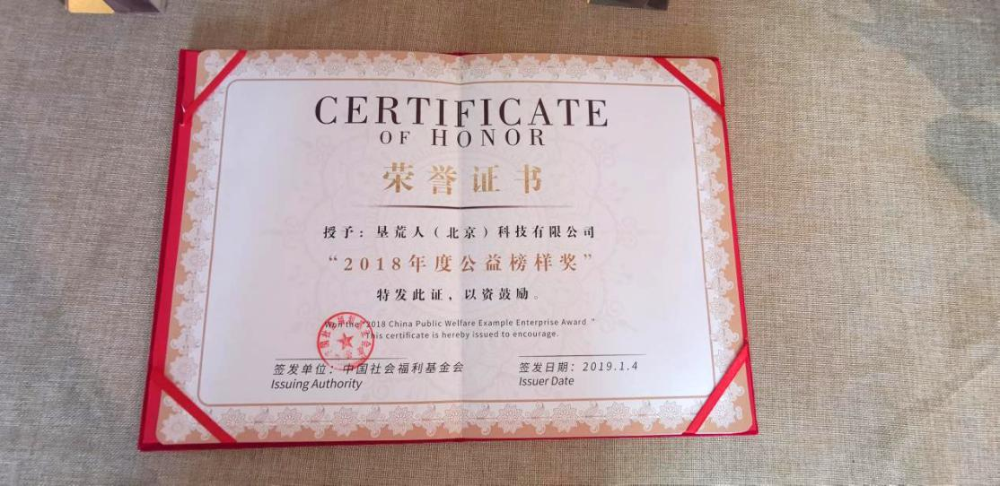 CERTIFICATE
OF HONOR
荣誉证书
授予：垦荒人（北京）科技有限公司
“2018年度公益榜样奖”
特发此证，以资鼓励。
Won the "2018 China Public Welfare Example Enterprise Award "
This certificate is hereby issued to encourage.
签发单位：中国社会福利基金会
Issuing Authority
签发日期：2019.1.4
Issuer Date